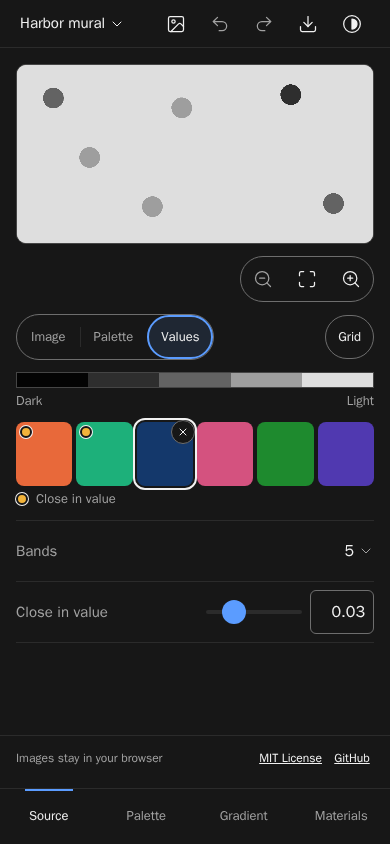 Harbor mural
Image Palette Values Grid
Dark Light
Close in value
Bands 5
Close in value 0.03
Images stay in your browser MIT License GitHub
Source Palette Gradient Materials